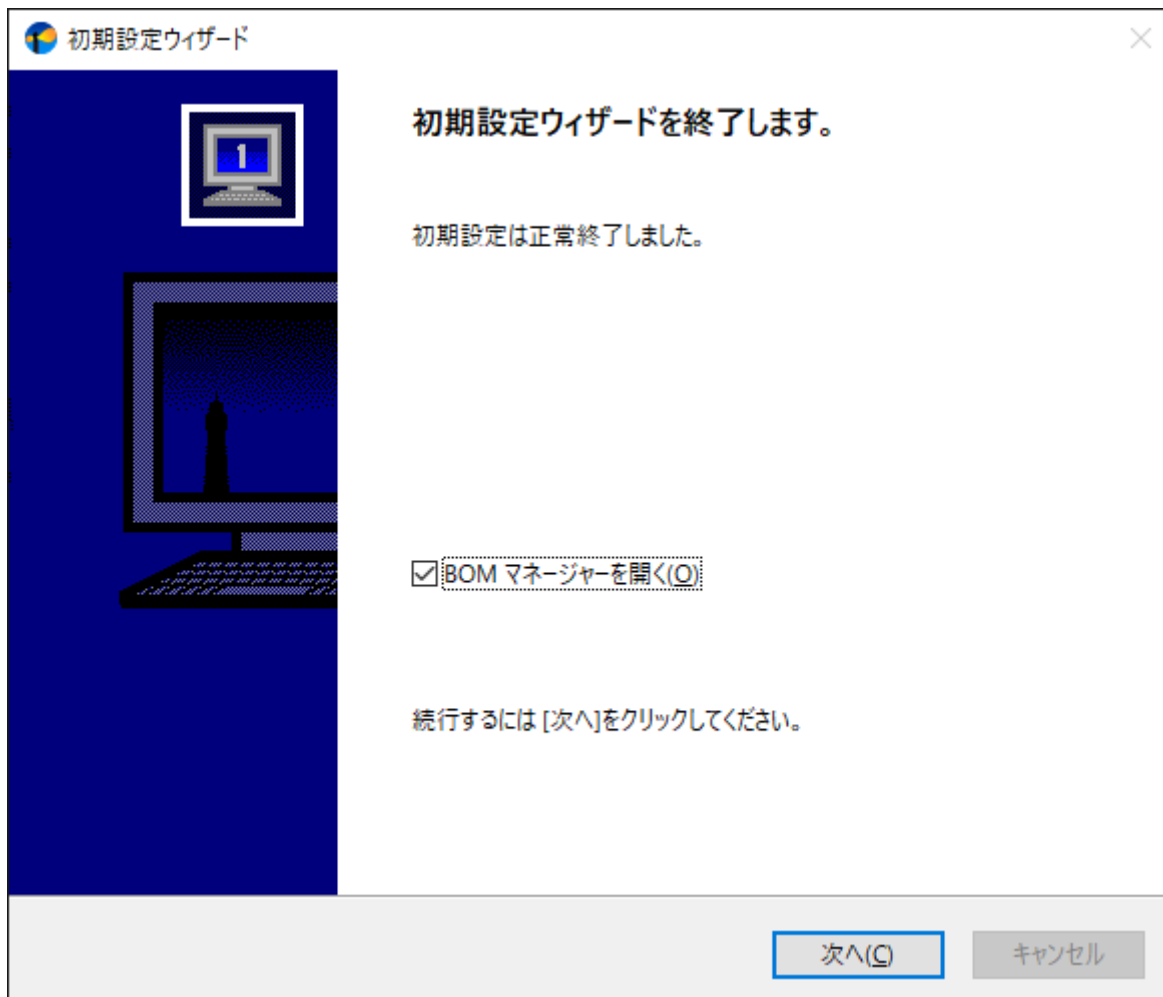 初期設定ウィザード
1
初期設定ウィザードを終了します。
初期設定は正常終了しました。
BOM マネージャーを開く(O)
続行するには [次へ]をクリックしてください。
次へ(C)
キャンセル